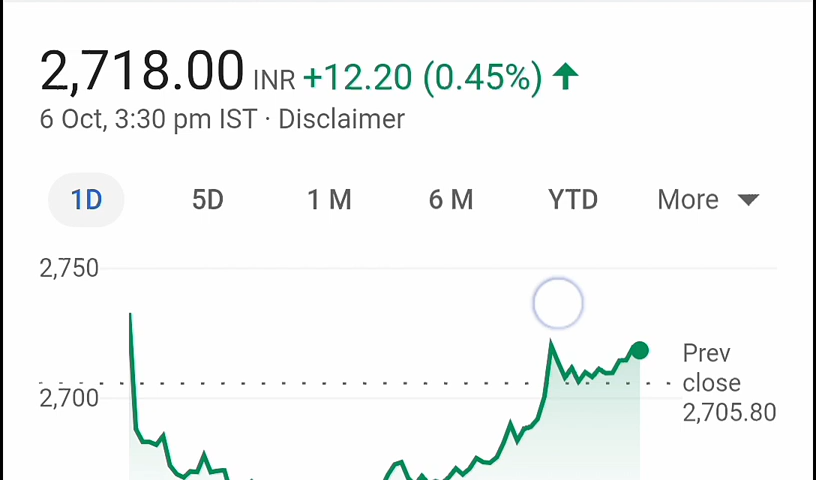 2,718.00 INR +12.20 (0.45%)
6 Oct, 3:30 pm IST · Disclaimer
1D 5D 1 M 6 M YTD More
2,750
Prev
close
2,700
2,705.80